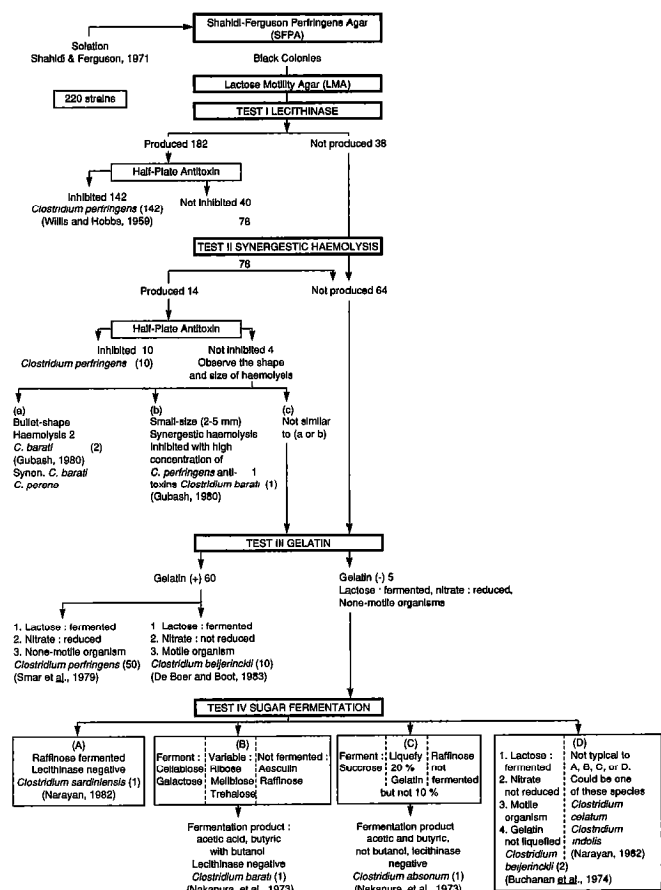 Shahidi-Ferguson Perfringens Agar
(SFPA)
Solation
Shahidi & Ferguson, 1971
Black Colonies
Lactose Motility Agar (LMA)
220 strains
TEST I LECITHINASE
Produced 182
Not produced 38
Half-Plate Antitoxin
Inhibited 142
Clostridium perfringens (142)
(Willis and Hobbs, 1959)
Not Inhibited 40
78
TEST II SYNERGESTIC HAEMOLYSIS
78
Produced 14
Not produced 64
Half-Plate Antitoxin
Inhibited 10
Clostridium perfringens (10)
Not inhibited 4
Observe the shape
and size of haemolysis
(a)
Bullet-shape
Haemolysis 2
C. barati (2)
(Gubash, 1980)
Synon. C. barati
C. pereno
(b)
Small-size (2-5 mm)
Synergestic haemolysis
Inhibited with high
concentration of
C. perfringens anti- 1
toxins Clostridium barati (1)
(Gubash, 1980)
(c)
Not similar
to (a or b)
TEST III GELATIN
Gelatin (+) 60
Gelatin (-) 5
Lactose : fermented, nitrate : reduced,
None-motile organisms
1. Lactose : fermented
2. Nitrate : reduced
3. None-motile organism
Clostridium perfringens (50)
(Smar et al., 1979)
1 Lactose : fermented
2. Nitrate : not reduced
3. Motile organism
Clostridium beijerinckii (10)
(De Boer and Boot, 1983)
TEST IV SUGAR FERMENTATION
(A)
Raffinose fermented
Lecithinase negative
Clostridium sardiniensis (1)
(Narayan, 1982)
(B)
Ferment :
Cellabiose
Galactose
Variable :
Ribose
Melibiose
Trehalose
Not fermented :
Aesculin
Raffinose
Fermentation product :
acetic acid, butyric
with butanol
Lecithinase negative
Clostridium barati (1)
(Nakanura, et al., 1973)
(C)
Ferment :
Succrose
Liquefy
20 %
Gelatin
but not 10 %
Raffinose
not
fermented
Fermentation product
acetic and butyric,
not butanol, lecithinase
negative
Clostridium absonum (1)
(Nakanura, et al., 1973)
(D)
1. Lactose :
fermented
2. Nitrate
not reduced
3. Motile
organism
4. Gelatin
not liquefied
Clostridium
beijerinckii (2)
(Buchanan et al., 1974)
Not typical to
A, B, C, or D.
Could be one
of these species
Clostridium
celatum
Clostridium
indolis
(Narayan, 1982)